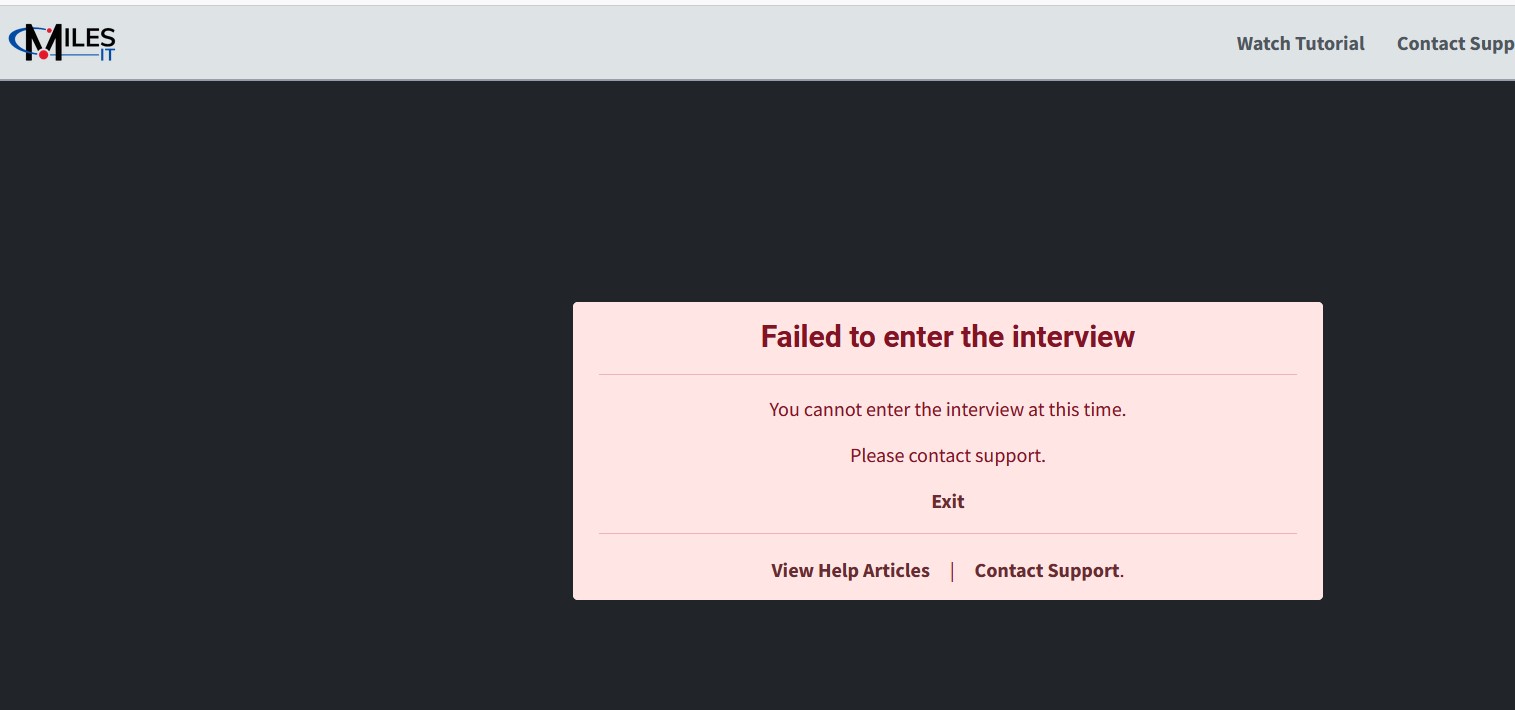 MILES
IT
Watch Tutorial
Contact Supp
Failed to enter the interview
You cannot enter the interview at this time.
Please contact support.
Exit
View Help Articles | Contact Support.